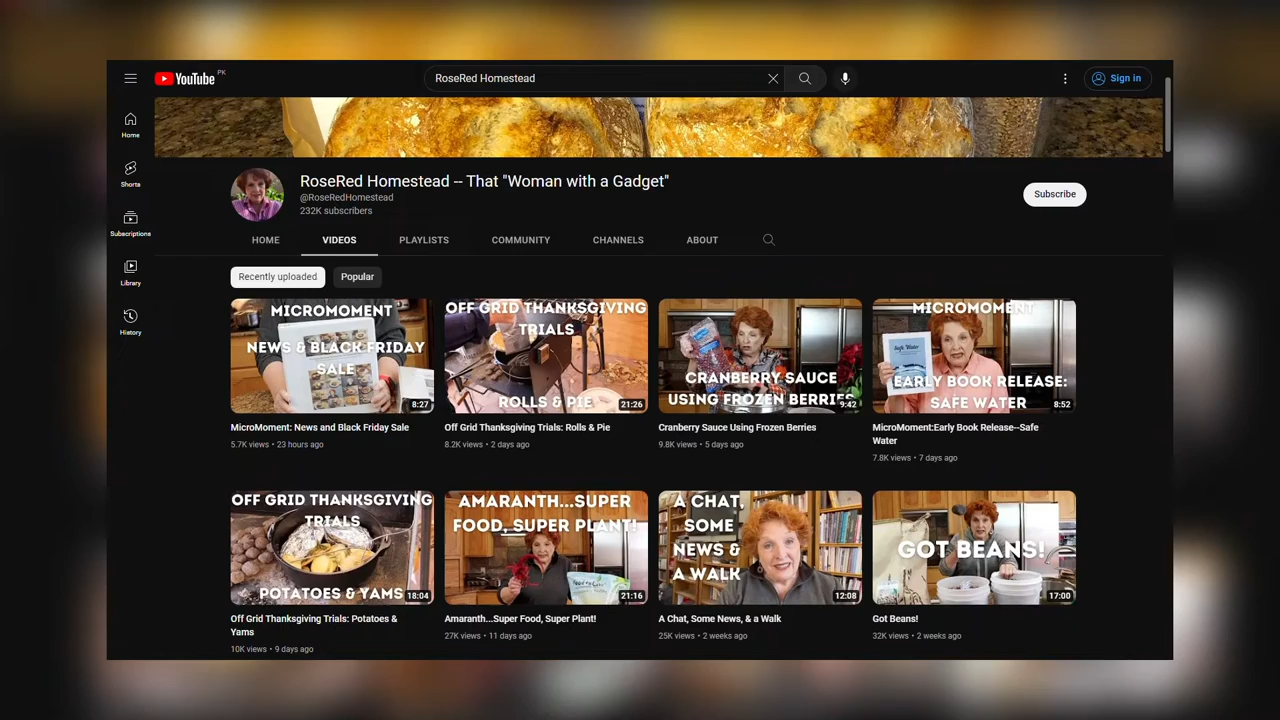 YouTube PK
RoseRed Homestead
Sign in
Home
Shorts
Subscriptions
Library
History
RoseRed Homestead -- That "Woman with a Gadget"
@RoseRedHomestead
232K subscribers
Subscribe
HOME
VIDEOS
PLAYLISTS
COMMUNITY
CHANNELS
ABOUT
Recently uploaded
Popular
MICROMOMENT
NEWS & BLACK FRIDAY
SALE
8:27
MicroMoment: News and Black Friday Sale
5.7K views • 23 hours ago
OFF GRID THANKSGIVING
TRIALS
ROLLS & PIE
21:26
Off Grid Thanksgiving Trials: Rolls & Pie
8.2K views • 2 days ago
CRANBERRY SAUCE
USING FROZEN BERRIES
9:42
Cranberry Sauce Using Frozen Berries
9.8K views • 5 days ago
MICROMOMENT
Safe Water
EARLY BOOK RELEASE:
SAFE WATER
8:52
MicroMoment:Early Book Release--Safe
Water
7.8K views • 7 days ago
OFF GRID THANKSGIVING
TRIALS
POTATOES & YAMS
18:04
Off Grid Thanksgiving Trials: Potatoes &
Yams
10K views • 9 days ago
AMARANTH...SUPER
FOOD, SUPER PLANT!
21:16
Amaranth...Super Food, Super Plant!
27K views • 11 days ago
A CHAT,
SOME
NEWS &
A WALK
12:08
A Chat, Some News, & a Walk
25K views • 2 weeks ago
GOT BEANS!
17:00
Got Beans!
32K views • 2 weeks ago